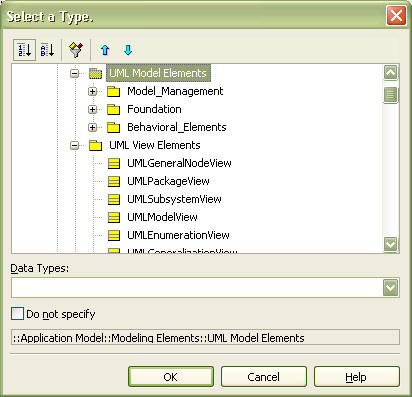 Select a Type.
UML Model Elements
Model_Management
Foundation
Behavioral_Elements
UML View Elements
UMLGeneralNodeView
UMLPackageView
UMLSubsystemView
UMLModelView
UMLEnumerationView
UMLGeneralizationView
Data Types:
Do not specify
::Application Model::Modeling Elements::UML Model Elements
OK Cancel Help